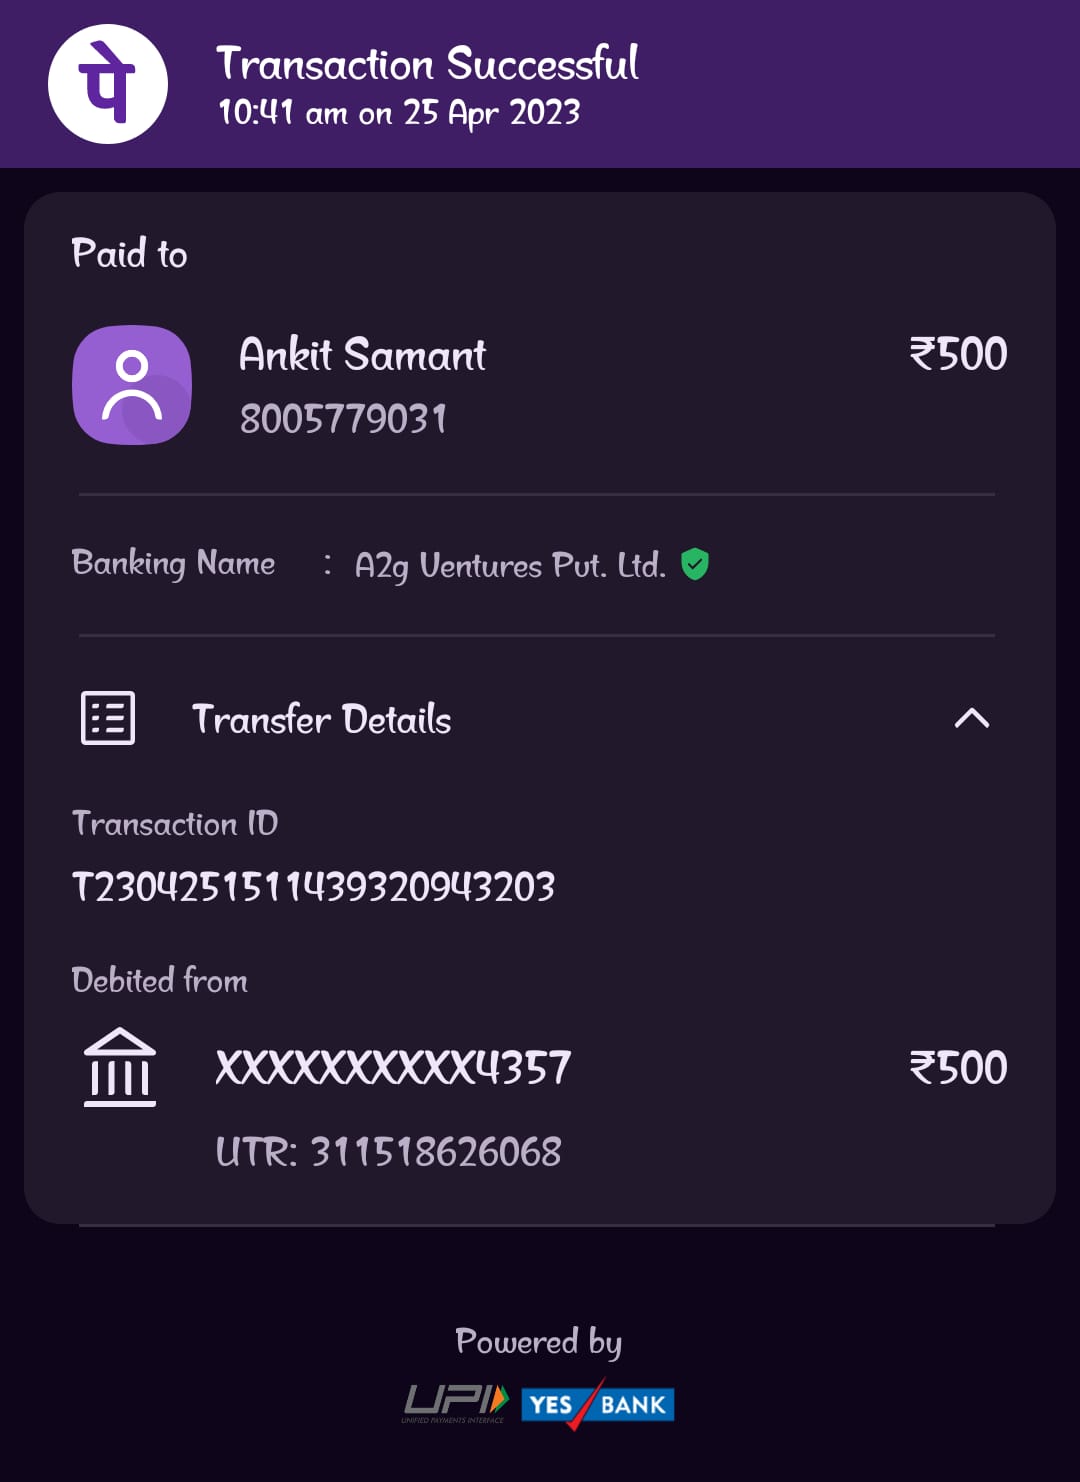 पे
Transaction Successful
10:41 am on 25 Apr 2023
Paid to
Ankit Samant ₹500
8005779031
Banking Name : A2g Ventures Pvt. Ltd.
Transfer Details
Transaction ID
T2304251511439320943203
Debited from
XXXXXXXXXX4357 ₹500
UTR: 311518626068
Powered by
UPI YES BANK
UNIFIED PAYMENTS INTERFACE